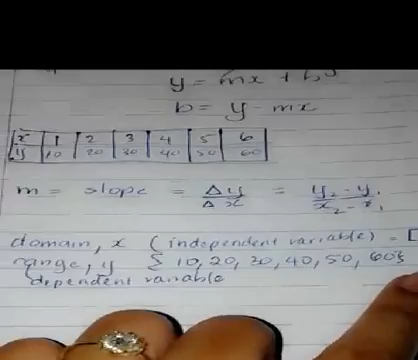 y = mx + b
b = y - mx
x 1 2 3 4 5 6
y 10 20 30 40 50 60
m = slope = Δy/Δx = y2 - y1/x2 - x1
domain, x (independent variable) = [
range, y { 10, 20, 30, 40, 50, 60}
dependent variable